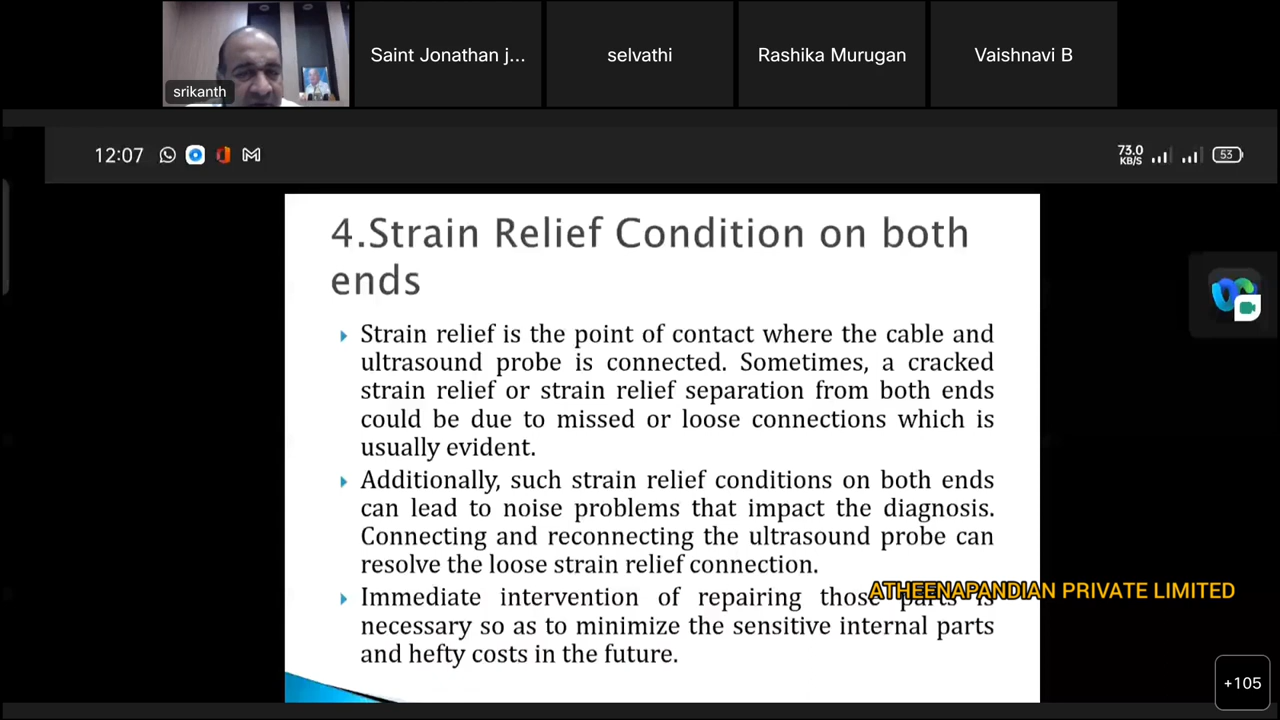 Saint Jonathan j...
selvathi
Rashika Murugan
Vaishnavi B
srikanth
12:07
73.0
KB/S
53
4.Strain Relief Condition on both
ends
Strain relief is the point of contact where the cable and
ultrasound probe is connected. Sometimes, a cracked
strain relief or strain relief separation from both ends
could be due to missed or loose connections which is
usually evident.
Additionally, such strain relief conditions on both ends
can lead to noise problems that impact the diagnosis.
Connecting and reconnecting the ultrasound probe can
resolve the loose strain relief connection.
Immediate intervention of repairing those parts is
ATHEENAPANDIAN PRIVATE LIMITED
necessary so as to minimize the sensitive internal parts
and hefty costs in the future.
+105